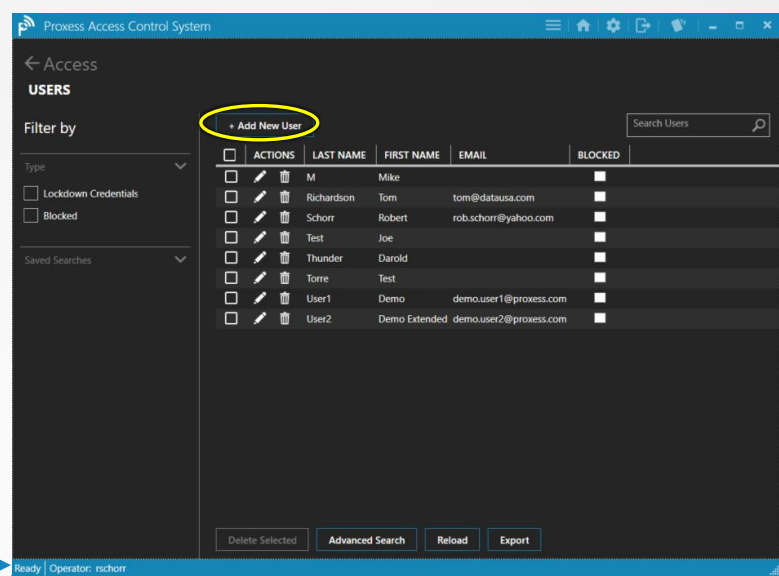 Proxess Access Control System
Access
USERS
Filter by
Type
Lockdown Credentials
Blocked
Saved Searches
+ Add New User
Search Users
ACTIONS LAST NAME FIRST NAME EMAIL BLOCKED
M Mike
Richardson Tom tom@datausa.com
Schorr Robert rob.schorr@yahoo.com
Test Joe
Thunder Darold
Torre Test
User1 Demo demo.user1@proxess.com
User2 Demo Extended demo.user2@proxess.com
Delete Selected Advanced Search Reload Export
Ready Operator: rschorr